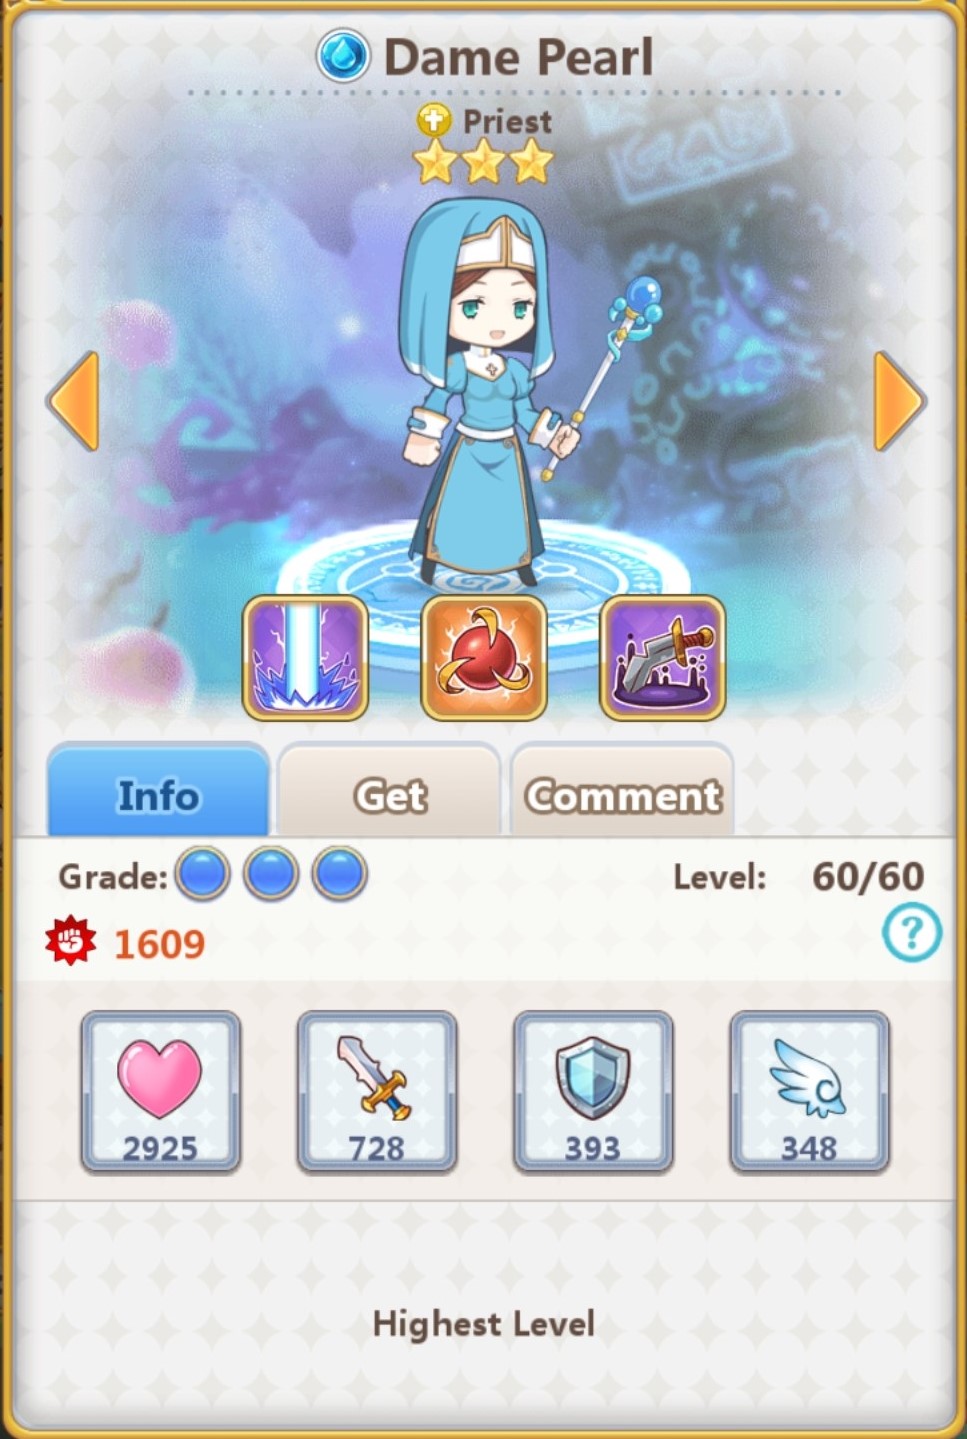 Dame Pearl
Priest
Info Get Comment
Grade: Level: 60/60
1609
?
2925 728 393 348
Highest Level